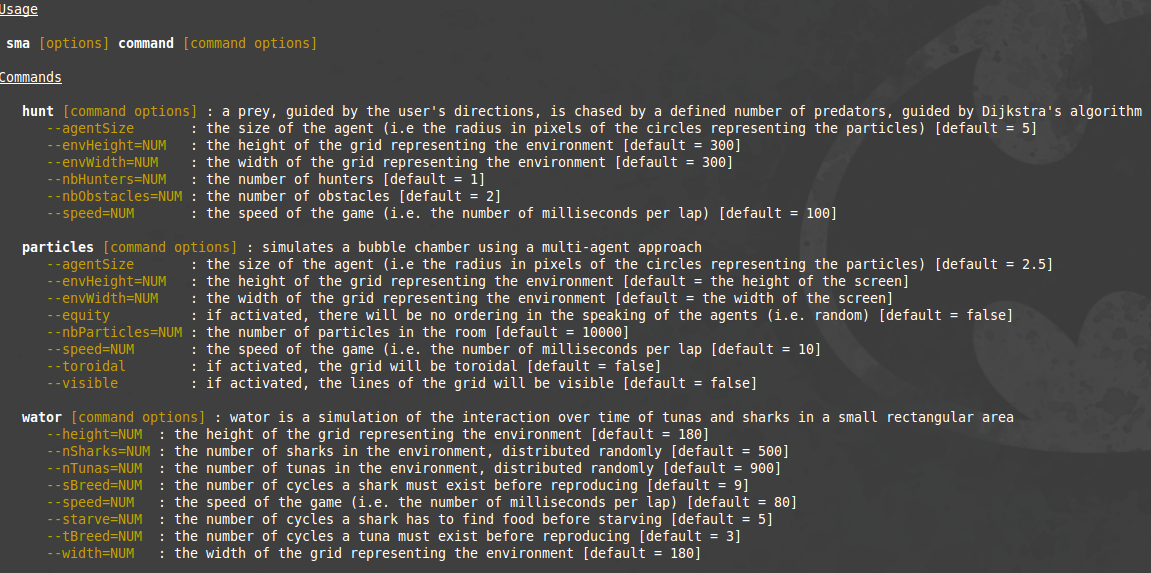 Usage
sma [options] command [command options]
Commands
hunt [command options] : a prey, guided by the user's directions, is chased by a defined number of predators, guided by Dijkstra's algorithm
--agentSize : the size of the agent (i.e the radius in pixels of the circles representing the particles) [default = 5]
--envHeight=NUM : the height of the grid representing the environment [default = 300]
--envWidth=NUM : the width of the grid representing the environment [default = 300]
--nbHunters=NUM : the number of hunters [default = 1]
--nbObstacles=NUM : the number of obstacles [default = 2]
--speed=NUM : the speed of the game (i.e. the number of milliseconds per lap) [default = 100]
particles [command options] : simulates a bubble chamber using a multi-agent approach
--agentSize : the size of the agent (i.e the radius in pixels of the circles representing the particles) [default = 2.5]
--envHeight=NUM : the height of the grid representing the environment [default = the height of the screen]
--envWidth=NUM : the width of the grid representing the environment [default = the width of the screen]
--equity : if activated, there will be no ordering in the speaking of the agents (i.e. random) [default = false]
--nbParticles=NUM : the number of particles in the room [default = 10000]
--speed=NUM : the speed of the game (i.e. the number of milliseconds per lap [default = 10]
--toroidal : if activated, the grid will be toroidal [default = false]
--visible : if activated, the lines of the grid will be visible [default = false]
wator [command options] : wator is a simulation of the interaction over time of tunas and sharks in a small rectangular area
--height=NUM : the height of the grid representing the environment [default = 180]
--nSharks=NUM : the number of sharks in the environment, distributed randomly [default = 500]
--nTunas=NUM : the number of tunas in the environment, distributed randomly [default = 900]
--sBreed=NUM : the number of cycles a shark must exist before reproducing [default = 9]
--speed=NUM : the speed of the game (i.e. the number of milliseconds per lap) [default = 80]
--starve=NUM : the number of cycles a shark has to find food before starving [default = 5]
--tBreed=NUM : the number of cycles a tuna must exist before reproducing [default = 3]
--width=NUM : the width of the grid representing the environment [default = 180]